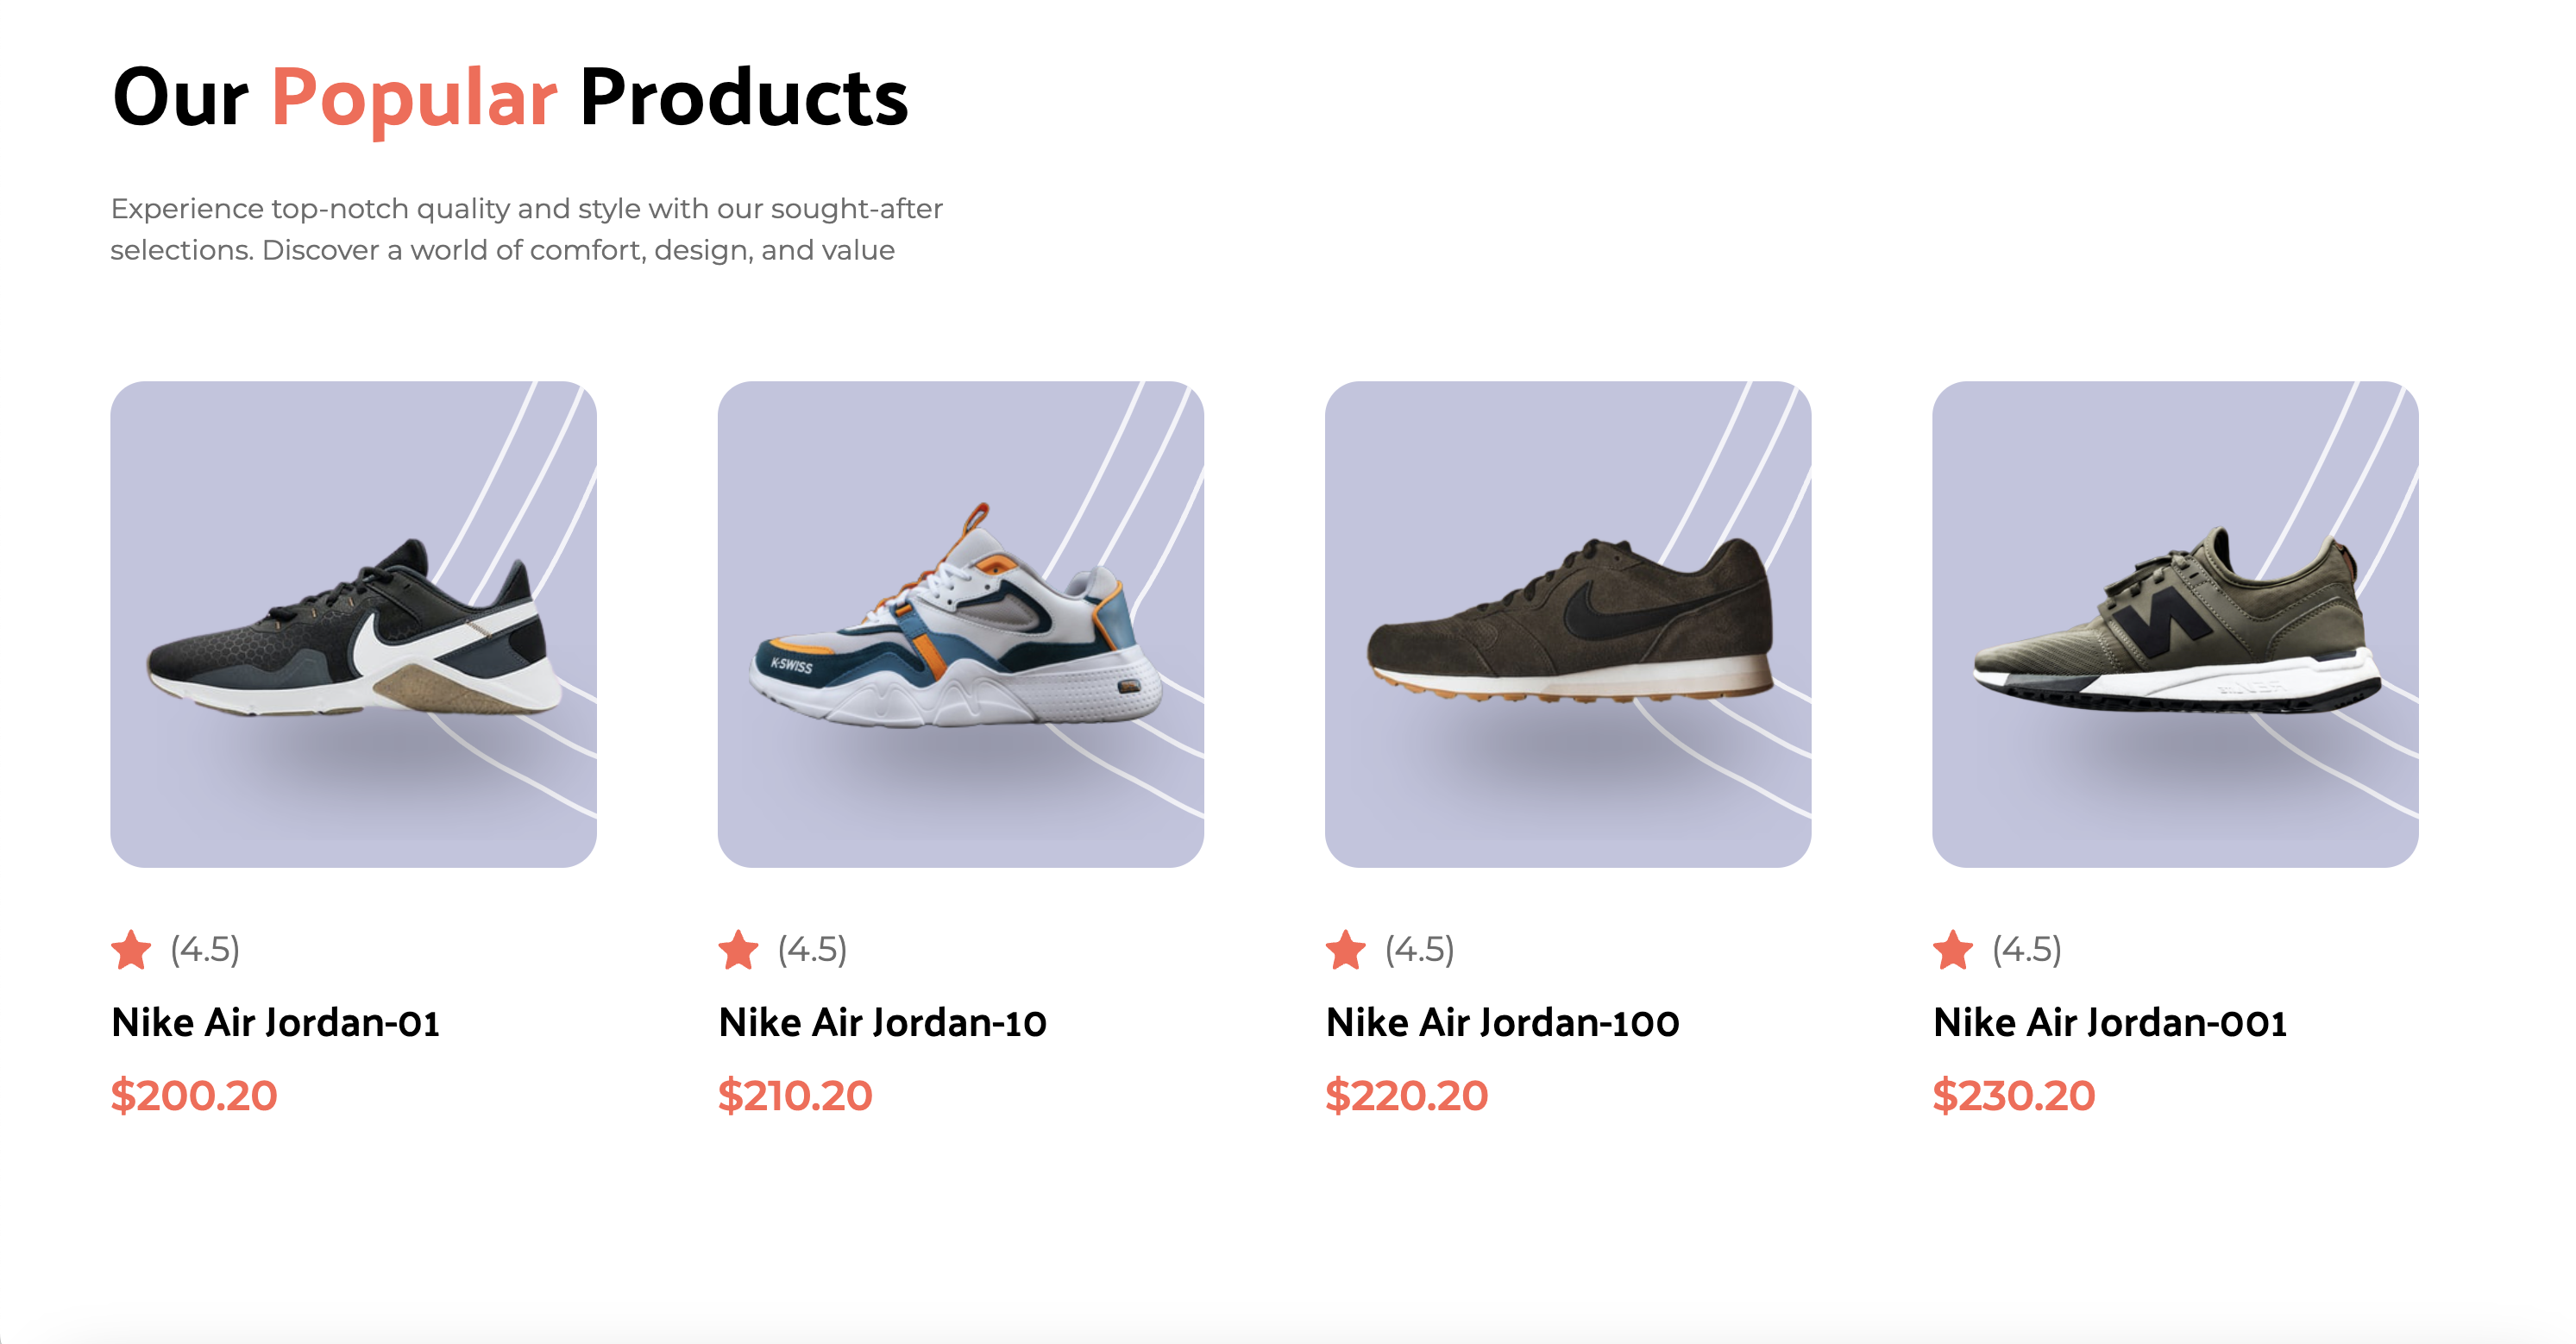 Our Popular Products
Experience top-notch quality and style with our sought-after
selections. Discover a world of comfort, design, and value
K-SWISS
(4.5)
Nike Air Jordan-01
$200.20
(4.5)
Nike Air Jordan-10
$210.20
(4.5)
Nike Air Jordan-100
$220.20
(4.5)
Nike Air Jordan-001
$230.20